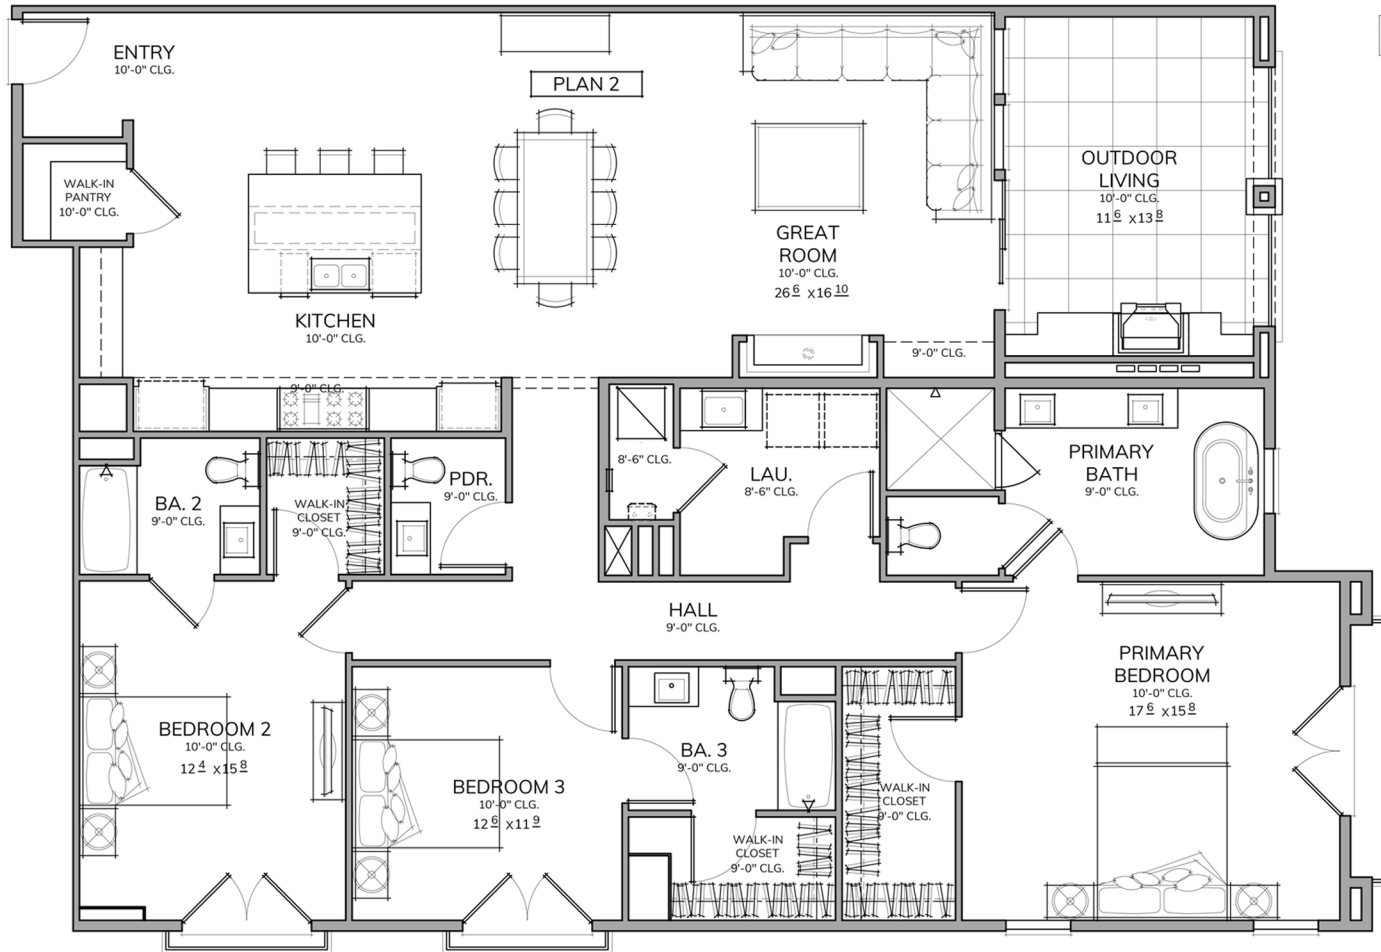 ENTRY
10'-0" CLG.
PLAN 2
WALK-IN
PANTRY
10'-0" CLG.
OUTDOOR
LIVING
10'-0" CLG.
11 6 x13 8
GREAT
ROOM
10'-0" CLG.
26 6 x16 10
KITCHEN
10'-0" CLG.
9'-0" CLG.
9'-0" CLG.
8'-6" CLG.
LAU.
8'-6" CLG.
PRIMARY
BATH
9'-0" CLG.
BA. 2
9'-0" CLG.
WALK-IN
CLOSET
9'-0" CLG.
PDR.
9'-0" CLG.
HALL
9'-0" CLG.
PRIMARY
BEDROOM
10'-0" CLG.
17 6 x15 8
BEDROOM 2
10'-0" CLG.
12 4 x15 8
BEDROOM 3
10'-0" CLG.
12 6 x11 9
BA. 3
9'-0" CLG.
WALK-IN
CLOSET
9'-0" CLG.
WALK-IN
CLOSET
9'-0" CLG.